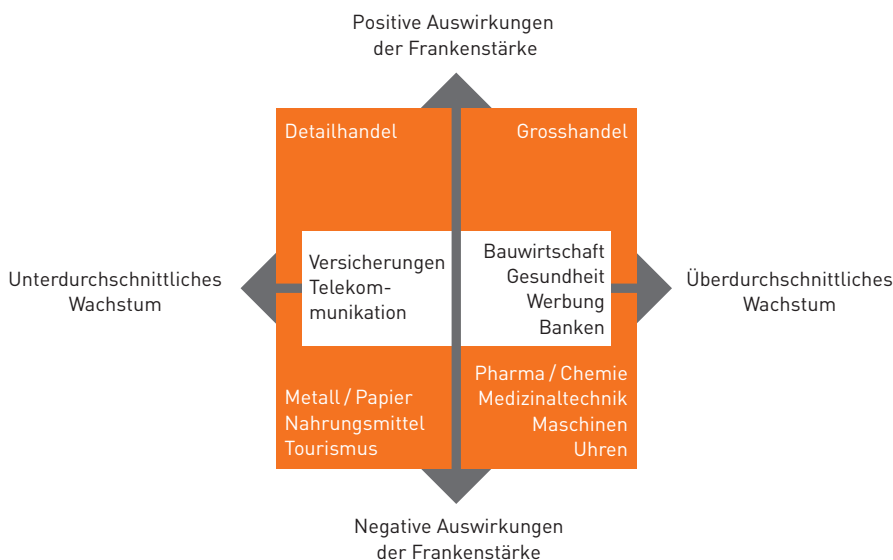 Positive Auswirkungen
der Frankenstärke
Detailhandel
Grosshandel
Unterdurchschnittliches
Wachstum
Versicherungen
Telekom-
munikation
Bauwirtschaft
Gesundheit
Werbung
Banken
Überdurchschnittliches
Wachstum
Metall / Papier
Nahrungsmittel
Tourismus
Pharma / Chemie
Medizinaltechnik
Maschinen
Uhren
Negative Auswirkungen
der Frankenstärke